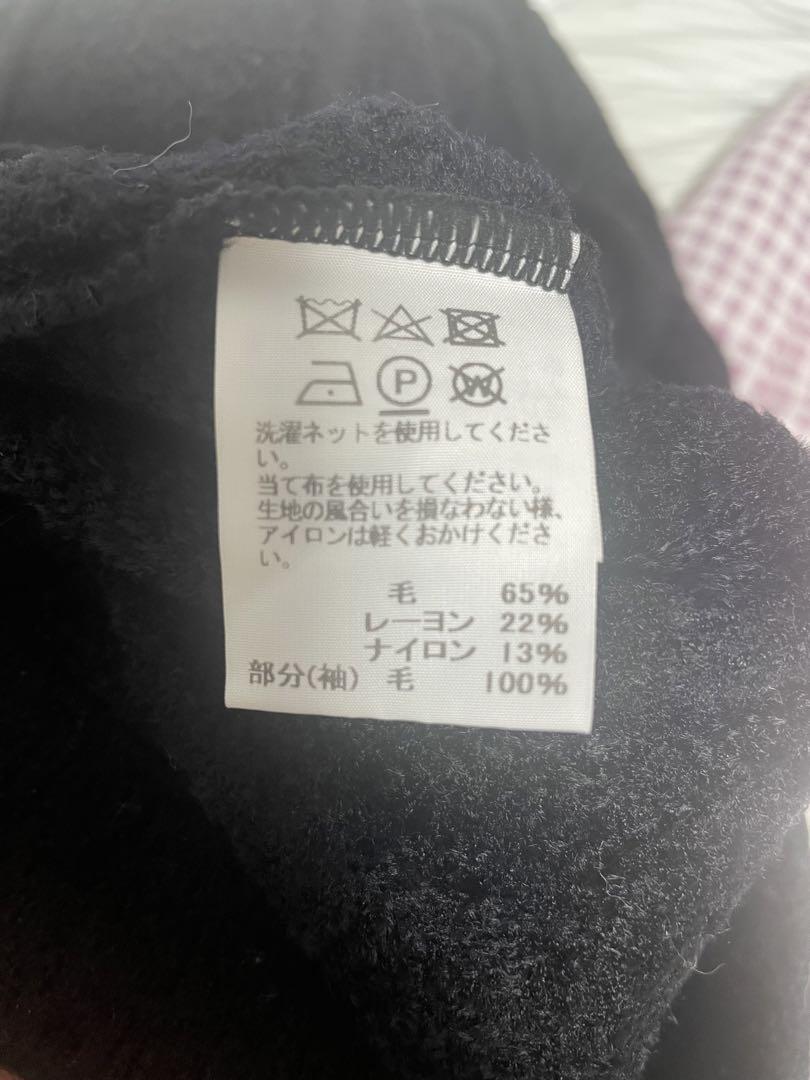 P W
洗濯ネットを使用してくださ
い。
当て布を使用してください。
生地の風合いを損なわない様、
アイロンは軽くおかけくださ
い。
毛 65%
レーヨン 22%
ナイロン 13%
部分(袖) 毛 100%